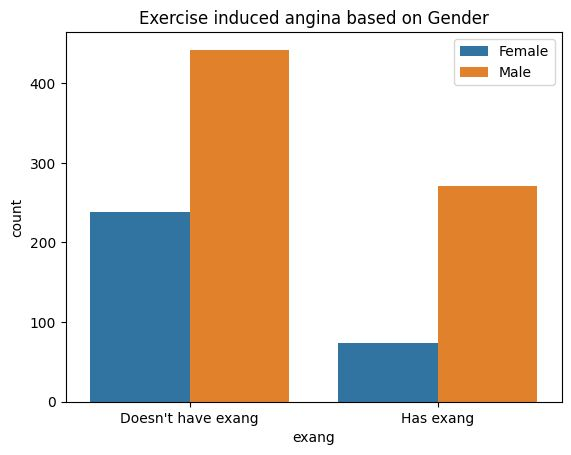 Exercise induced angina based on Gender
Female
Male
400
300
200
100
0
count
Doesn't have exang
Has exang
exang